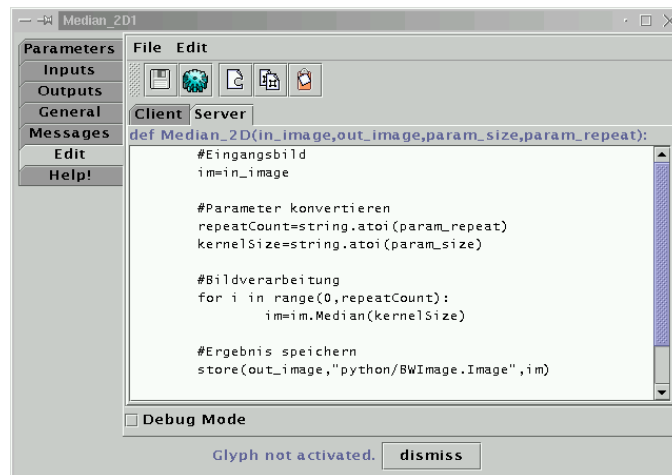 Median_2D1
Parameters
Inputs
Outputs
General
Messages
Edit
Help!
File Edit
Client Server
def Median_2D(in_image,out_image,param_size,param_repeat):
#Eingangsbild
im=in_image
#Parameter konvertieren
repeatCount=string.atoi(param_repeat)
kernelSize=string.atoi(param_size)
#Bildverarbeitung
for i in range(0,repeatCount):
im=im.Median(kernelSize)
#Ergebnis speichern
store(out_image,"python/BWImage.Image",im)
Debug Mode
Glyph not activated. dismiss